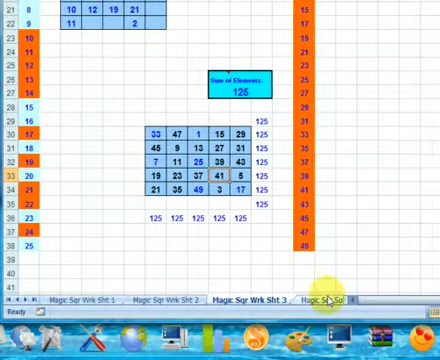 21 8 10 12 19 21 15
22 9 11 2 17
23 10 19
24 11 21
25 12 23
26 13 Sum of Elements. 25
27 14 125 27
28 15 29
29 16 125 31
30 17 33 47 1 15 29 125 33
31 18 45 9 13 27 31 125 35
32 19 7 11 25 39 43 125 37
33 20 19 23 37 41 5 125 39
34 21 21 35 49 3 17 125 41
35 22 125 43
36 23 125 125 125 125 125 45
37 24 47
38 25 49
39
40
41
Magic Sqr Wrk Sht 1 Magic Sqr Wrk Sht 2 Magic Sqr Wrk Sht 3
Ready